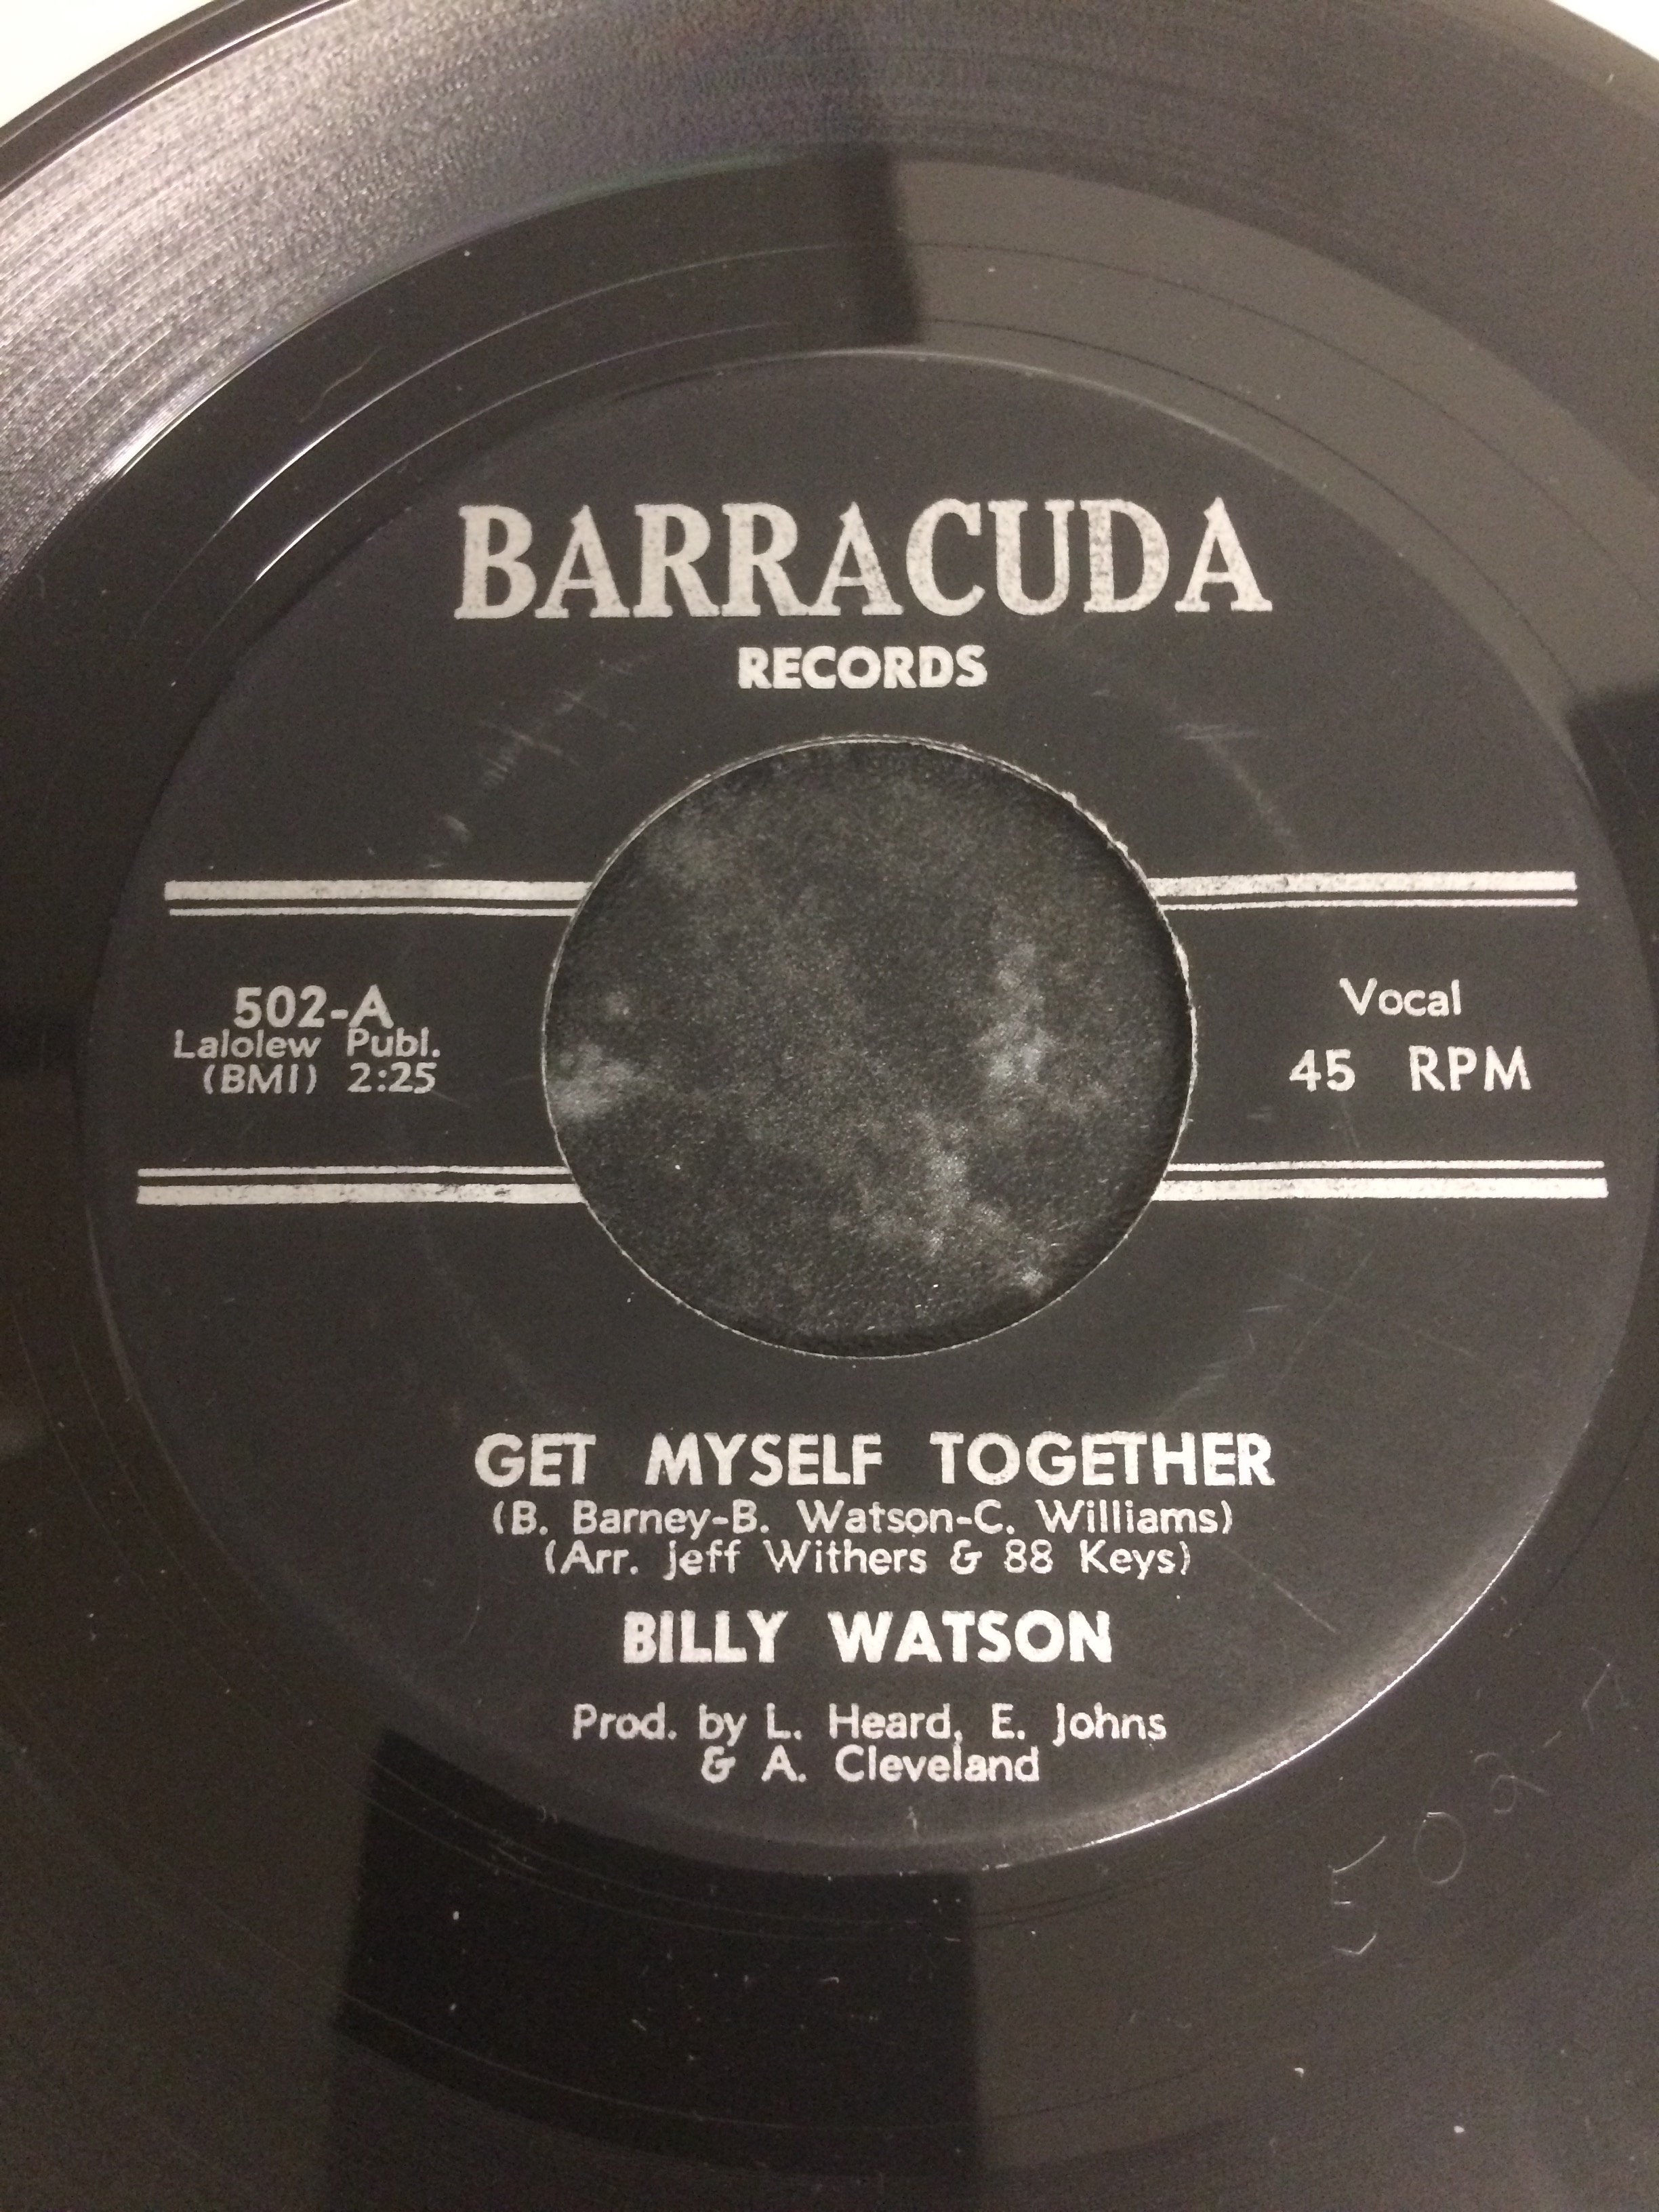 BARRACUDA
RECORDS
502-A
Lalolew Publ.
(BMI) 2:25
Vocal
45 RPM
GET MYSELF TOGETHER
(B. Barney-B. Watson-C. Williams)
(Arr. Jeff Withers & 88 Keys)
BILLY WATSON
Prod. by L. Heard, E. Johns
& A. Cleveland